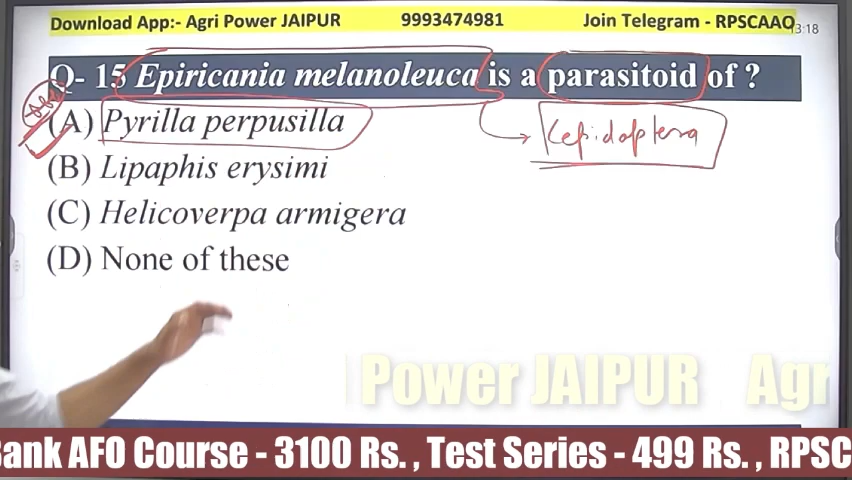 Download App:- Agri Power JAIPUR 9993474981 Join Telegram - RPSCAAO
13:18
Q- 15 Epiricania melanoleuca is a parasitoid of ?
(A) Pyrilla perpusilla
Lepidoptera
(B) Lipaphis erysimi
(C) Helicoverpa armigera
(D) None of these
Power JAIPUR Agri
Bank AFO Course - 3100 Rs. , Test Series - 499 Rs. , RPSC